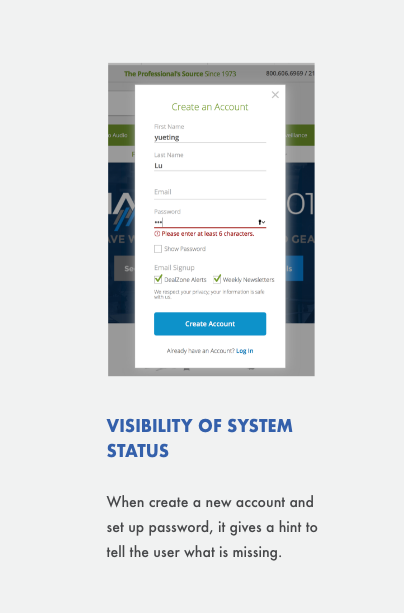 The Professional's Source Since 1973
800.606.6969 / 21
Create an Account
o Audio
First Name
yueting
Last Name
Lu
Email
Password
•••
Please enter at least 6 characters.
Show Password
Email Signup
DealZone Alerts Weekly Newsletters
We respect your privacy, your information is safe
with us.
Create Account
Already have an Account? Log In
VISIBILITY OF SYSTEM
STATUS
When create a new account and
set up password, it gives a hint to
tell the user what is missing.